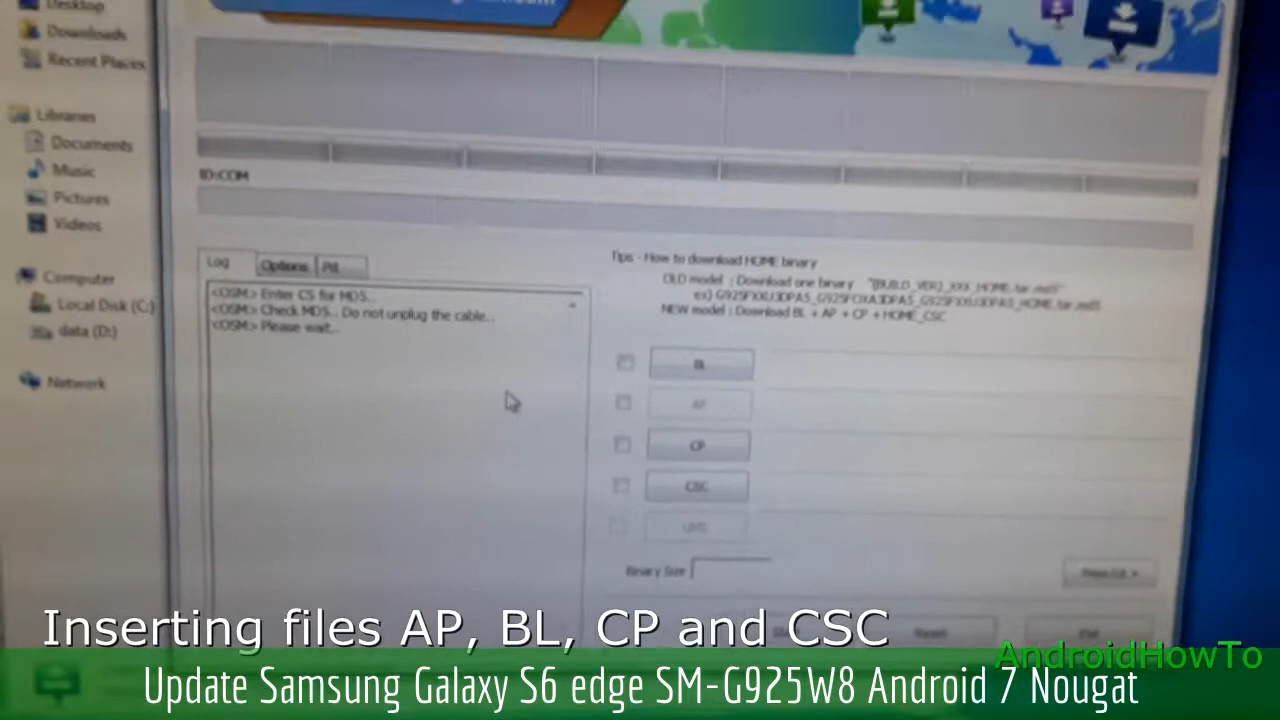 Desktop
Downloads
Recent Places
Libraries
Documents
Music
Pictures
Videos
Computer
Local Disk (C:)
data (D:)
Network
ID:COM
Log
Options
Pit
<OSM> Enter CS for MD5..
<OSM> Check MD5.. Do not unplug the cable..
<OSM> Please wait..
Tips - How to download HOME binary
OLD model : Download one binary
NEW model : Download BL + AP + CP + HOME_CSC
BL
AP
CP
CSC
UMS
Binary Size
Reset
Exit
Inserting files AP, BL, CP and CSC
AndroidHowTo
Update Samsung Galaxy S6 edge SM-G925W8 Android 7 Nougat